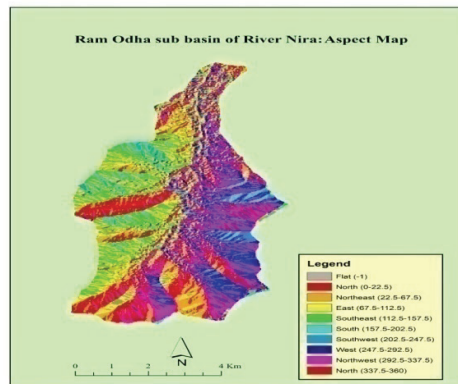 Ram Odha sub basin of River Nira: Aspect Map
Legend
Flat (-1)
North (0-22.5)
Northeast (22.5-67.5)
East (67.5-112.5)
Southeast (112.5-157.5)
South (157.5-202.5)
Southwest (202.5-247.5)
West (247.5-292.5)
Northwest (292.5-337.5)
North (337.5-360)
N
0 2 4 Km